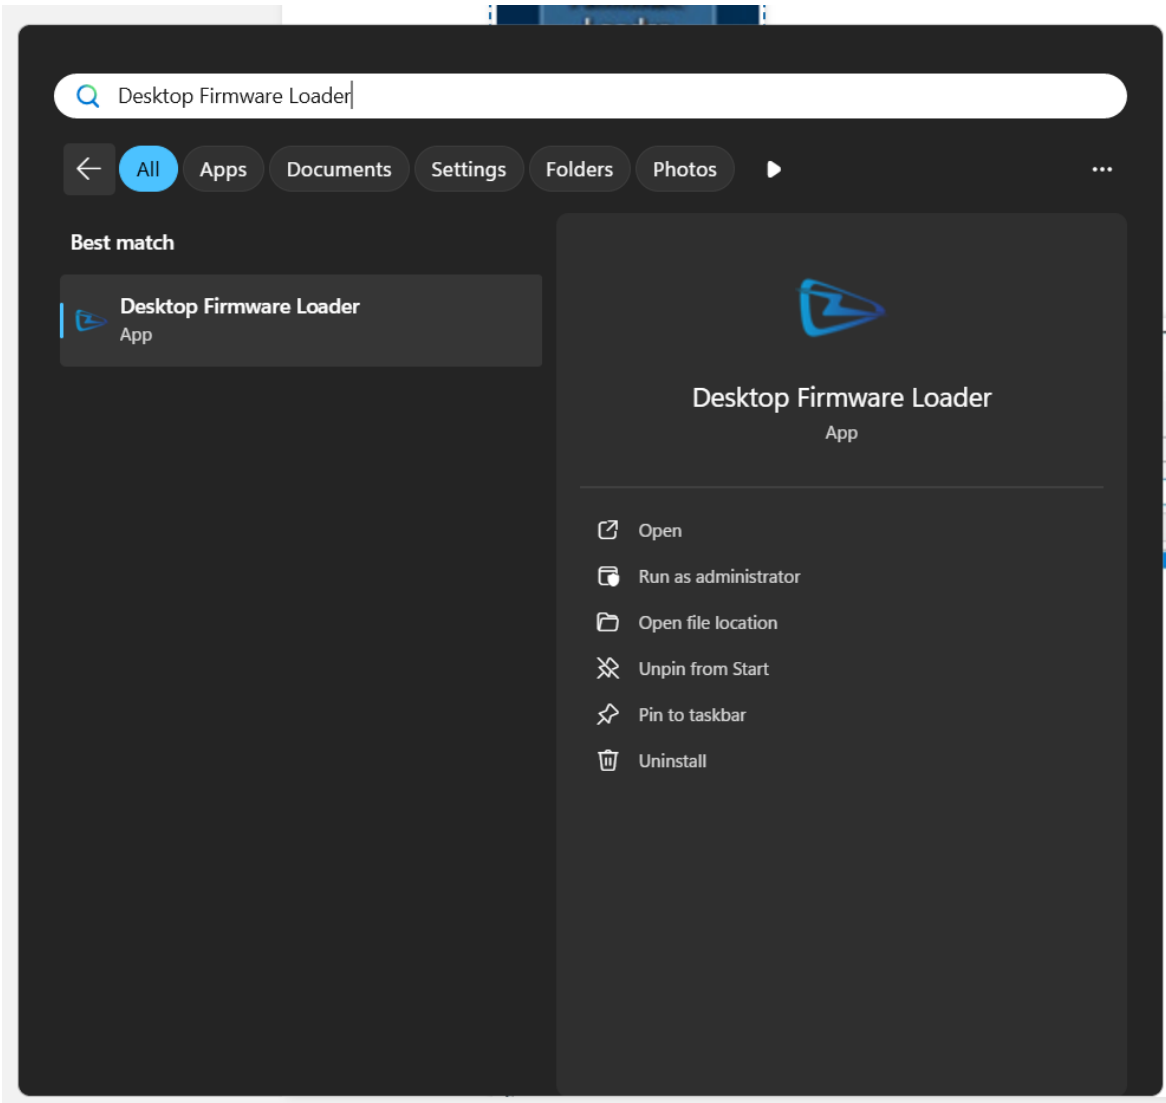 Desktop Firmware Loader
All Apps Documents Settings Folders Photos
Best match
Desktop Firmware Loader
App
Desktop Firmware Loader
App
Open
Run as administrator
Open file location
Unpin from Start
Pin to taskbar
Uninstall